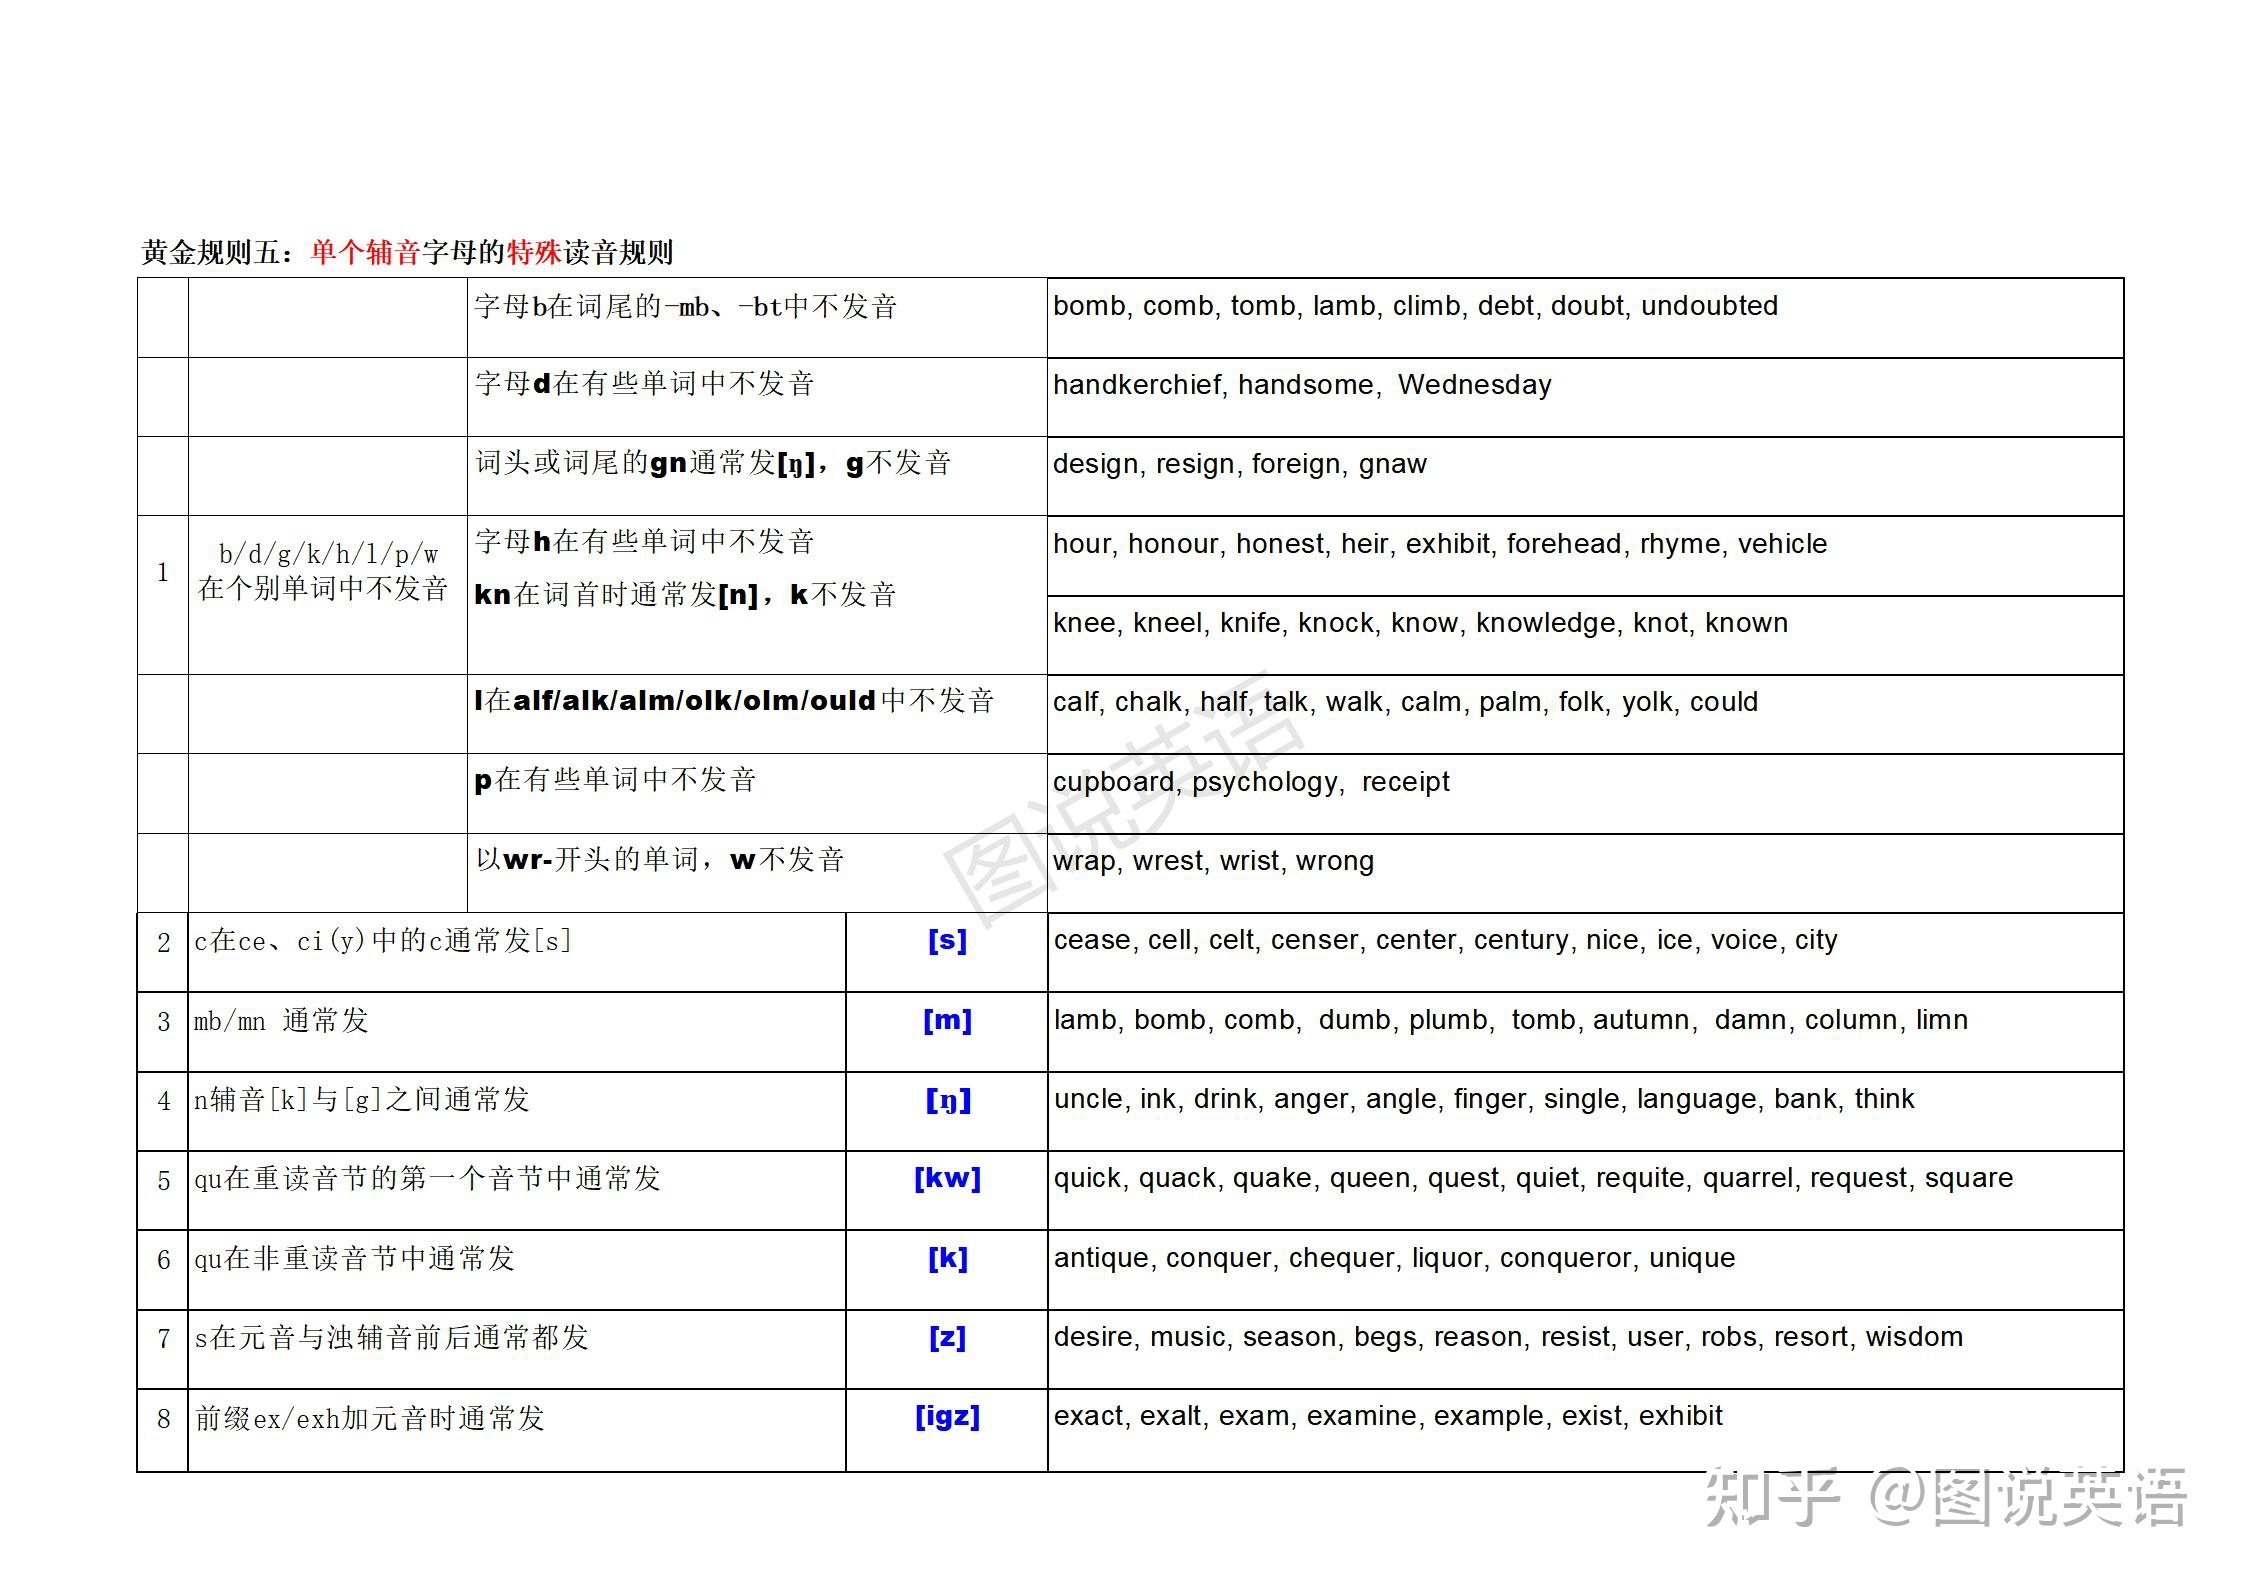 黄金规则五：单个辅音字母的特殊读音规则
字母b在词尾的-mb、-bt中不发音 bomb, comb, tomb, lamb, climb, debt, doubt, undoubted
字母d在有些单词中不发音 handkerchief, handsome, Wednesday
词头或词尾的gn通常发[ŋ]，g不发音 design, resign, foreign, gnaw
1 b/d/g/k/h/l/p/w
在个别单词中不发音
字母h在有些单词中不发音 hour, honour, honest, heir, exhibit, forehead, rhyme, vehicle
kn在词首时通常发[n]，k不发音 knee, kneel, knife, knock, know, knowledge, knot, known
l在alf/alk/alm/olk/olm/ould中不发音 calf, chalk, half, talk, walk, calm, palm, folk, yolk, could
p在有些单词中不发音 cupboard, psychology, receipt
以wr-开头的单词，w不发音 wrap, wrest, wrist, wrong
2 c在ce、ci(y)中的c通常发[s] [s] cease, cell, celt, censer, center, century, nice, ice, voice, city
3 mb/mn 通常发 [m] lamb, bomb, comb, dumb, plumb, tomb, autumn, damn, column, limn
4 n辅音[k]与[g]之间通常发 [ŋ] uncle, ink, drink, anger, angle, finger, single, language, bank, think
5 qu在重读音节的第一个音节中通常发 [kw] quick, quack, quake, queen, quest, quiet, requite, quarrel, request, square
6 qu在非重读音节中通常发 [k] antique, conquer, chequer, liquor, conqueror, unique
7 s在元音与浊辅音前后通常都发 [z] desire, music, season, begs, reason, resist, user, robs, resort, wisdom
8 前缀ex/exh加元音时通常发 [igz] exact, exalt, exam, examine, example, exist, exhibit
图说英语
知乎 @图说英语